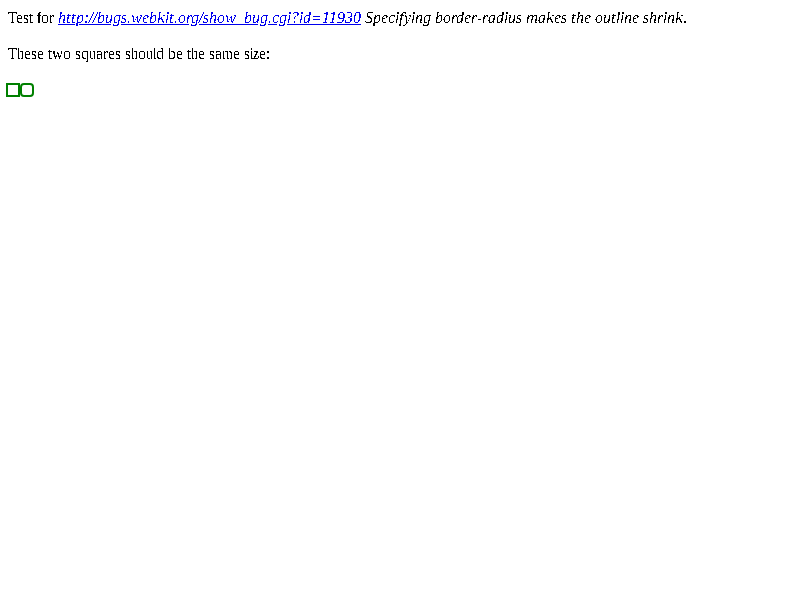 Test for http://bugs.webkit.org/show_bug.cgi?id=11930 Specifying border-radius makes the outline shrink.
These two squares should be the same size: